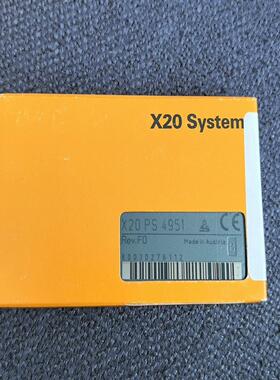 X20 System
X20 PS 4951
Rev.F0
Made in Austria